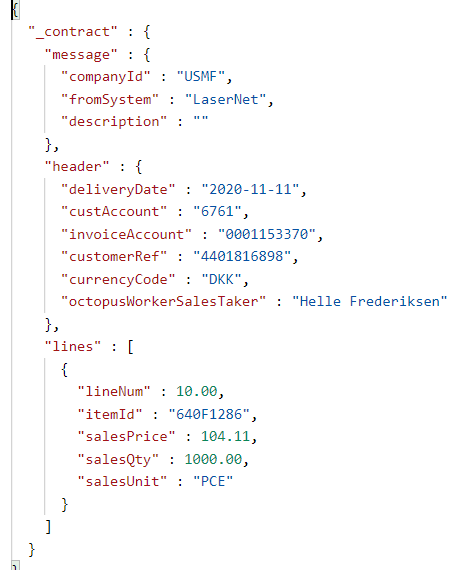 {
"_contract" : {
"message" : {
"companyId" : "USMF",
"fromSystem" : "LaserNet",
"description" : ""
},
"header" : {
"deliveryDate" : "2020-11-11",
"custAccount" : "6761",
"invoiceAccount" : "0001153370",
"customerRef" : "4401816898",
"currencyCode" : "DKK",
"octopusWorkerSalesTaker" : "Helle Frederiksen"
},
"lines" : [
{
"lineNum" : 10.00,
"itemId" : "640F1286",
"salesPrice" : 104.11,
"salesQty" : 1000.00,
"salesUnit" : "PCE"
}
]
}
}